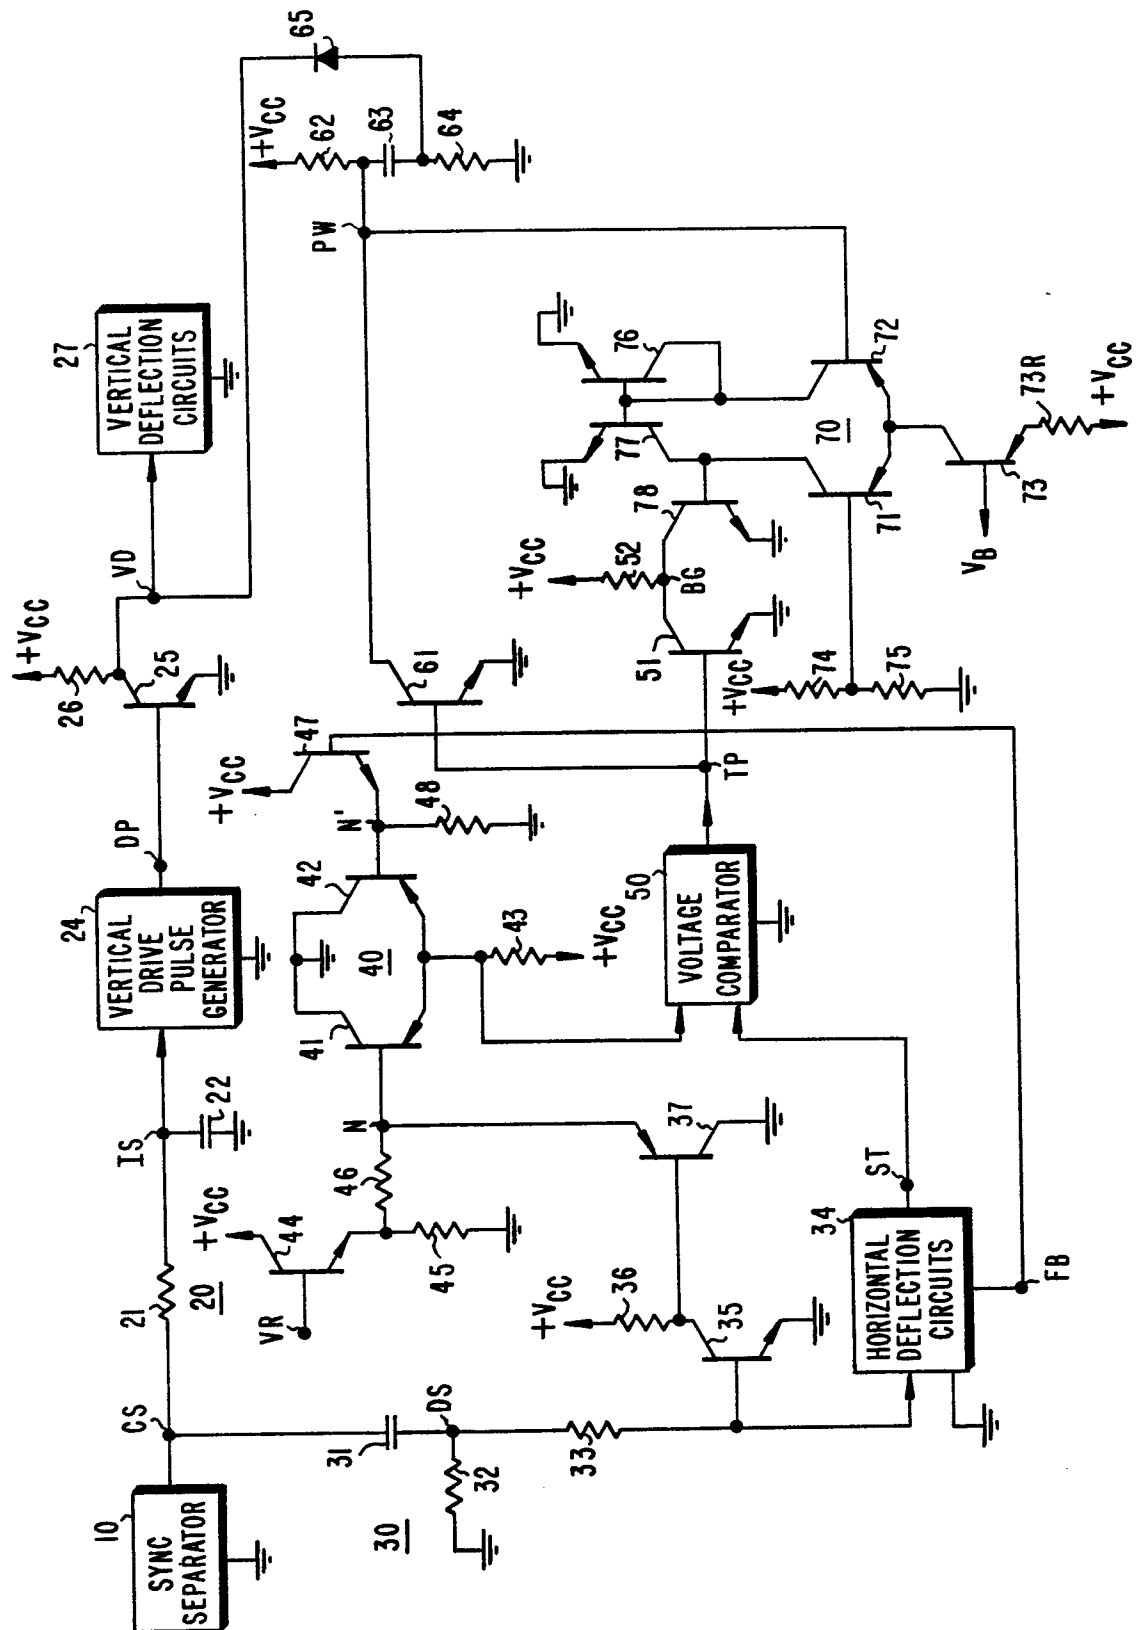 65
+VCC
62
63
64
PW
27
VERTICAL
DEFLECTION
CIRCUITS
VD
+VCC
26
25
76
77
72
70
71
73R
+VCC
73
VB
78
+VCC
52
BG
51
+VCC
74
75
61
47
+VCC
TP
DP
24
VERTICAL
DRIVE
PULSE
GENERATOR
N'
48
42
40
41
43
+VCC
50
VOLTAGE
COMPARATOR
IS
22
N
37
ST
46
+VCC
44
45
VR
21
20
+VCC
36
35
34
HORIZONTAL
DEFLECTION
CIRCUITS
FB
CS
31
DS
32
33
30
10
SYNC
SEPARATOR